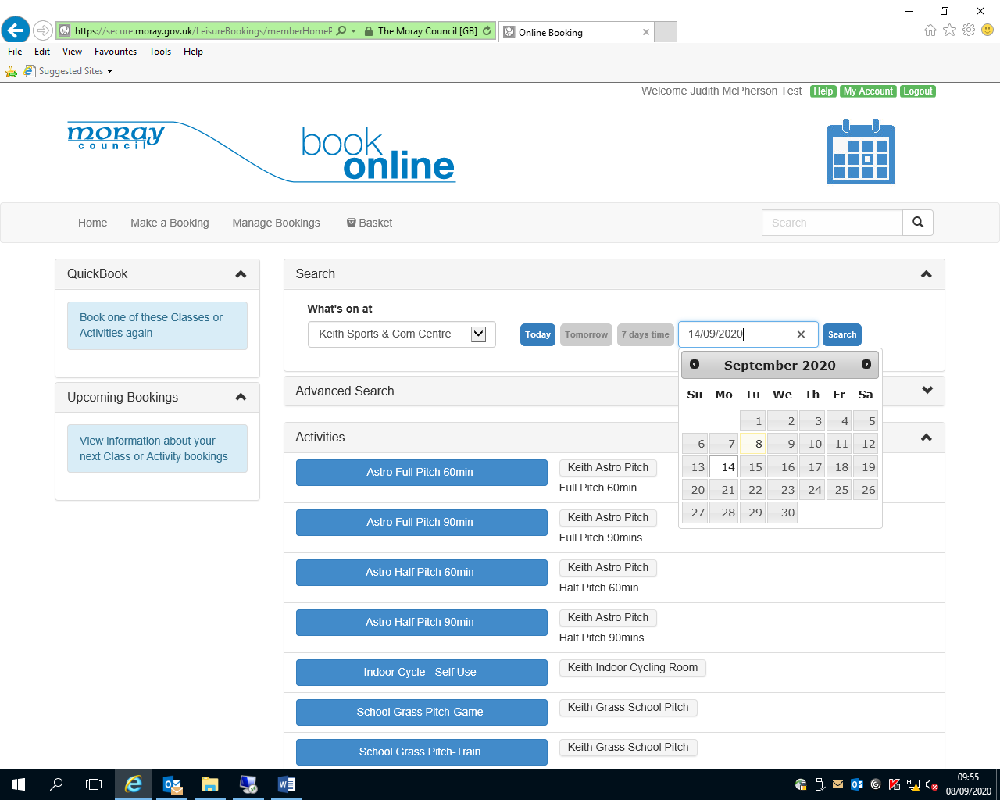 https://secure.moray.gov.uk/LeisureBookings/memberHomeP
The Moray Council [GB]
Online Booking
File Edit View Favourites Tools Help
Suggested Sites
Welcome Judith McPherson Test Help My Account Logout
moray
council
book
online
Home Make a Booking Manage Bookings Basket Search
QuickBook
Book one of these Classes or
Activities again
Upcoming Bookings
View information about your
next Class or Activity bookings
Search
What's on at
Keith Sports & Com Centre Today Tomorrow 7 days time 14/09/2020 Search
September 2020
Su Mo Tu We Th Fr Sa
1 2 3 4 5
6 7 8 9 10 11 12
13 14 15 16 17 18 19
20 21 22 23 24 25 26
27 28 29 30
Advanced Search
Activities
Astro Full Pitch 60min Keith Astro Pitch
Full Pitch 60min
Astro Full Pitch 90min Keith Astro Pitch
Full Pitch 90mins
Astro Half Pitch 60min Keith Astro Pitch
Half Pitch 60min
Astro Half Pitch 90min Keith Astro Pitch
Half Pitch 90mins
Indoor Cycle - Self Use Keith Indoor Cycling Room
School Grass Pitch-Game Keith Grass School Pitch
School Grass Pitch-Train Keith Grass School Pitch
09:55
08/09/2020